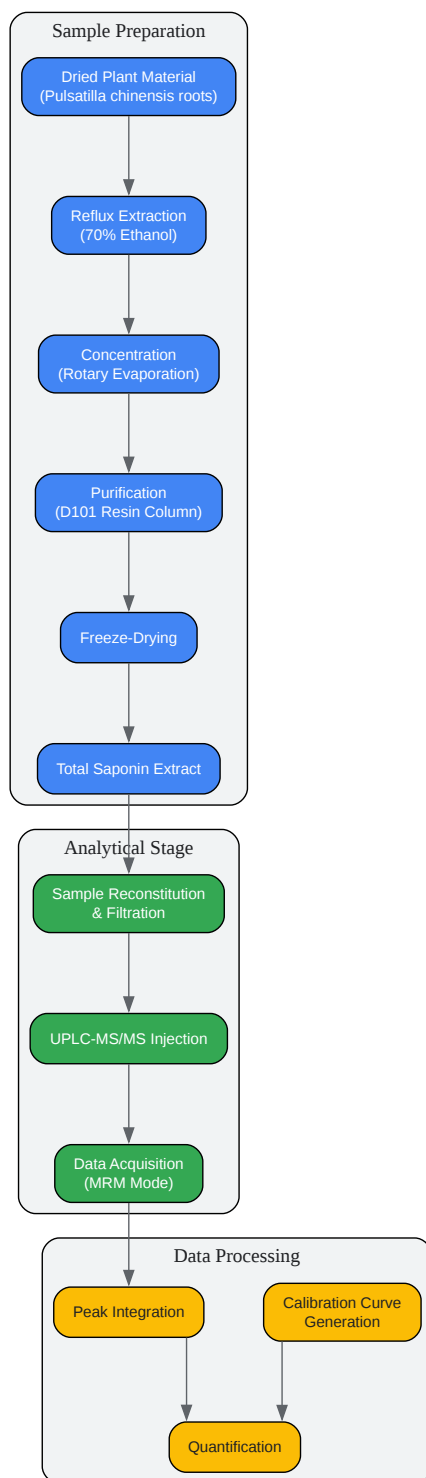 Sample Preparation
Dried Plant Material
(Pulsatilla chinensis roots)
Reflux Extraction
(70% Ethanol)
Concentration
(Rotary Evaporation)
Purification
(D101 Resin Column)
Freeze-Drying
Total Saponin Extract
Analytical Stage
Sample Reconstitution
& Filtration
UPLC-MS/MS Injection
Data Acquisition
(MRM Mode)
Data Processing
Peak Integration
Calibration Curve
Generation
Quantification